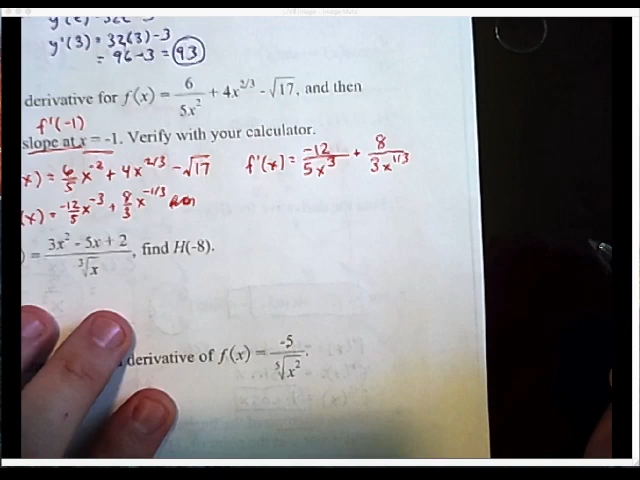 y'(3) = 32(3) - 3
= 96 - 3 = 93
derivative for f(x) = 6/5x² + 4x^2/3 - √17, and then
f'(-1)
slope at x = -1. Verify with your calculator.
x) = 6/5 x^-2 + 4x^2/3 - √17 f'(x) = -12/5x³ + 8/3x^1/3
(x) = -12/5 x^-3 + 8/3 x^-1/3
) = 3x² - 5x + 2/∛x, find H(-8).
derivative of f(x) = -5/⁵√x².